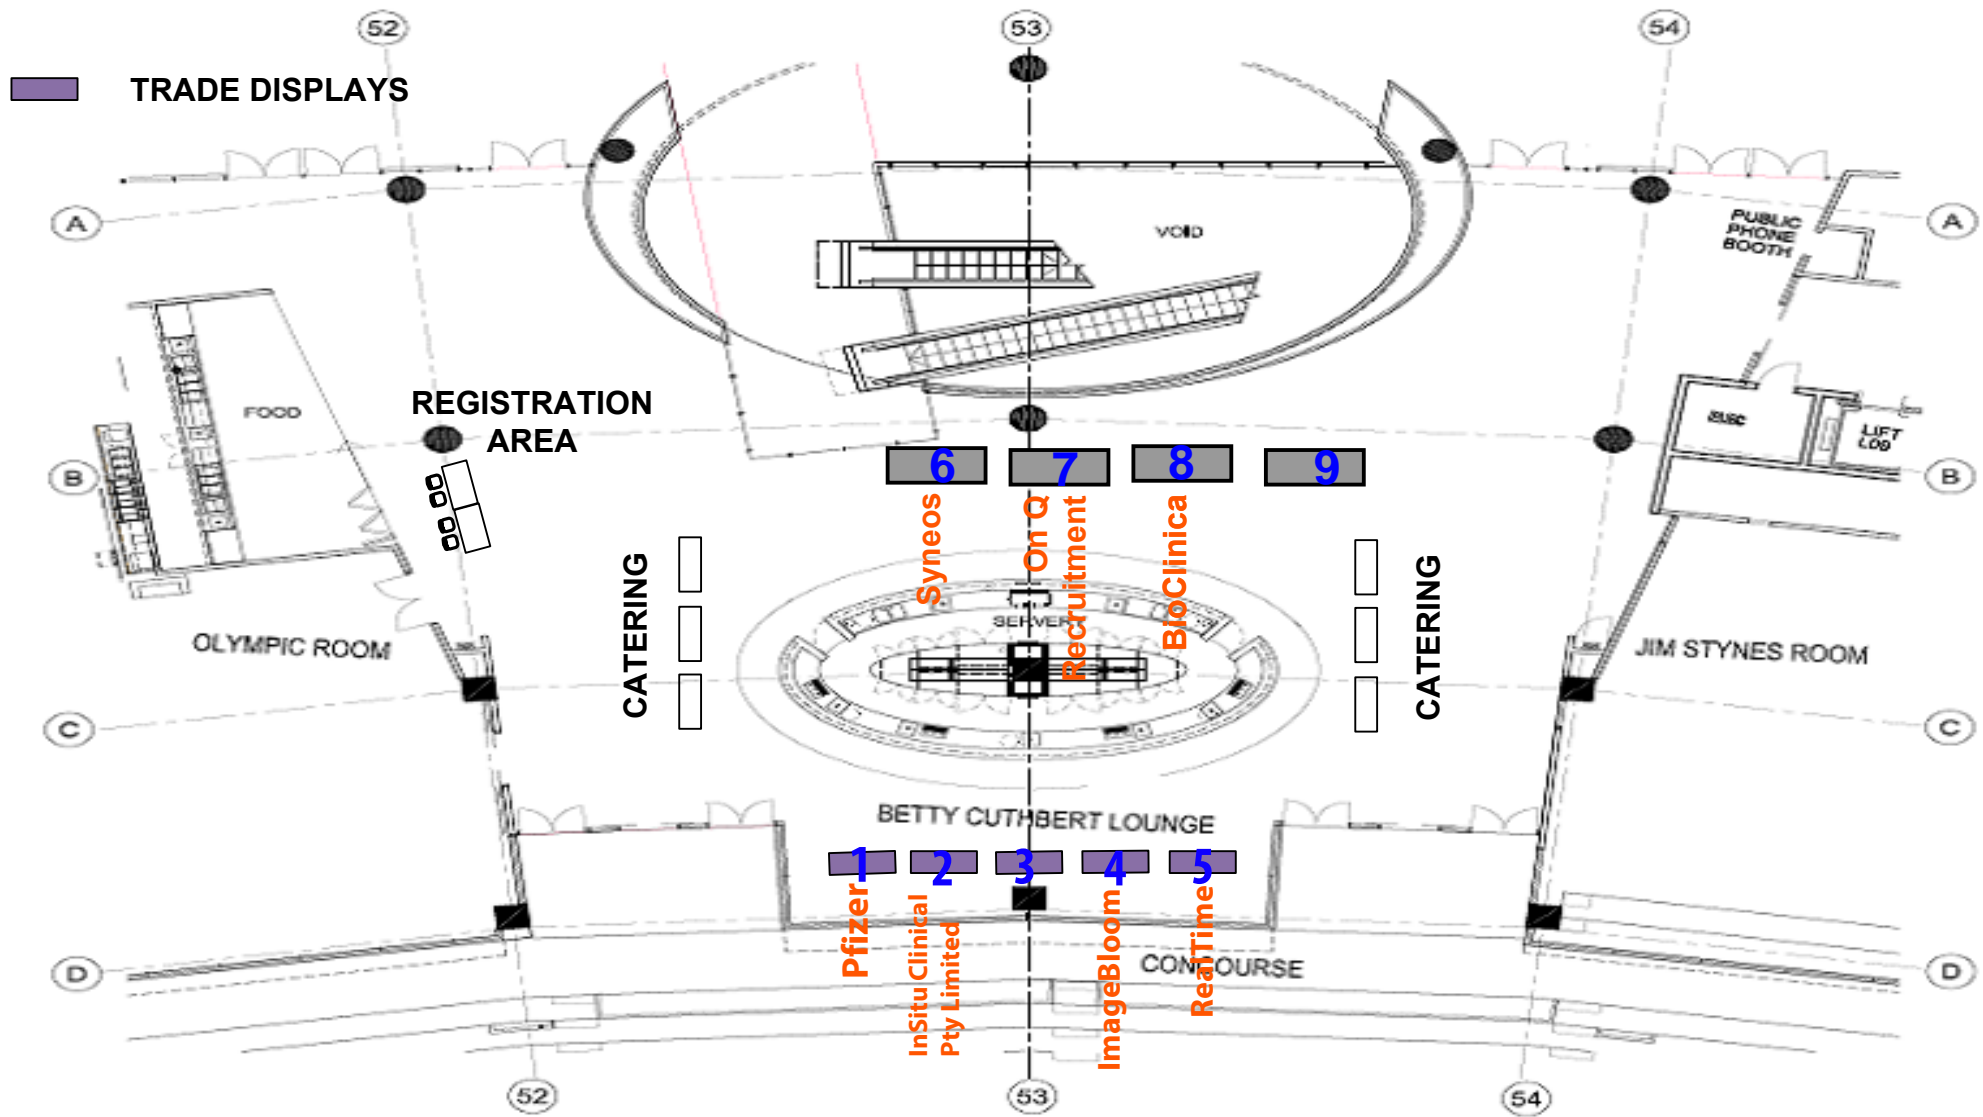 52
53
54
TRADE DISPLAYS
A
A
PUBLIC
PHONE
BOOTH
VOID
REGISTRATION
AREA
FOOD
LIFT
B
B
6
7
8
9
Syneos
On Q
Recruitment
BioClinica
CATERING
CATERING
SERVERY
OLYMPIC ROOM
JIM STYNES ROOM
C
C
BETTY CUTHBERT LOUNGE
1
2
3
4
5
Pfizer
InSitu Clinical
Pty Limited
ImageBloom
RealTime
CONCOURSE
D
D
52
53
54